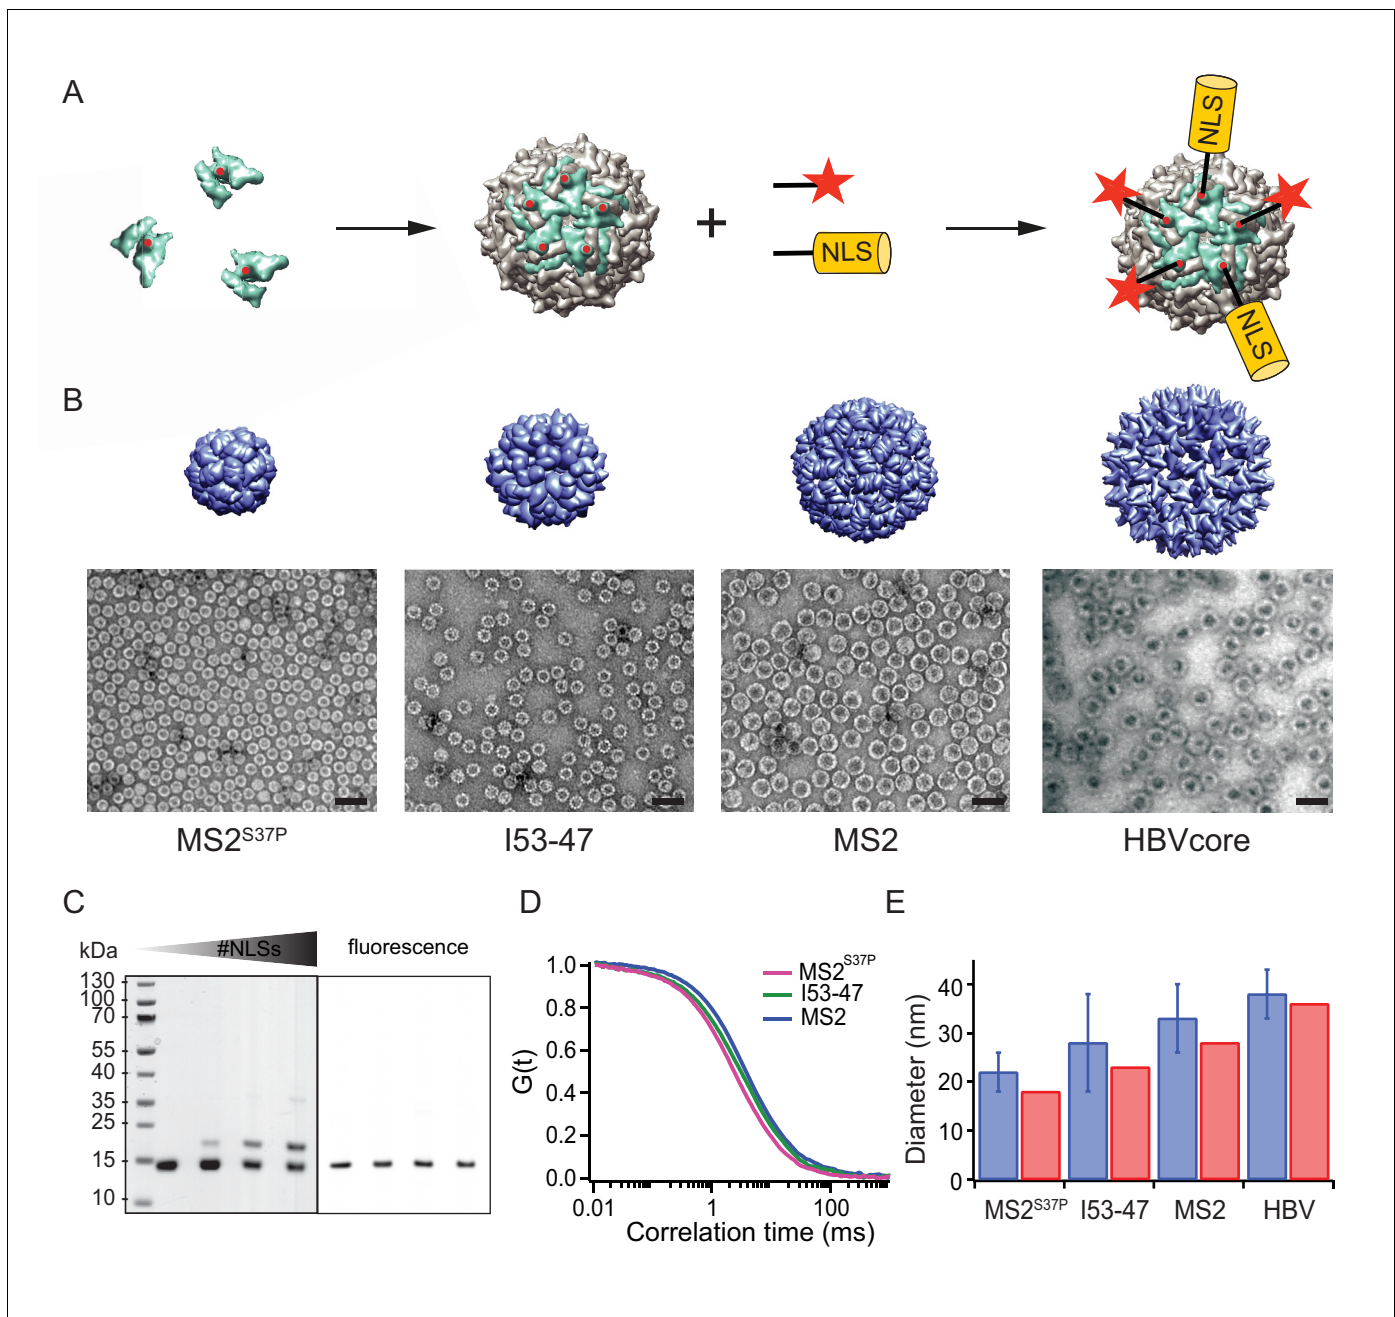 A
NLS
+
NLS
NLS
B
MS2S37P
I53-47
MS2
HBVcore
C
kDa
#NLSs
fluorescence
130
100
70
55
40
35
25
15
10
D
1.0
0.8
0.6
0.4
0.2
0.0
G(t)
MS2S37P
I53-47
MS2
0.01
1
100
Correlation time (ms)
E
40
30
20
10
0
Diameter (nm)
MS2S37P
I53-47
MS2
HBV